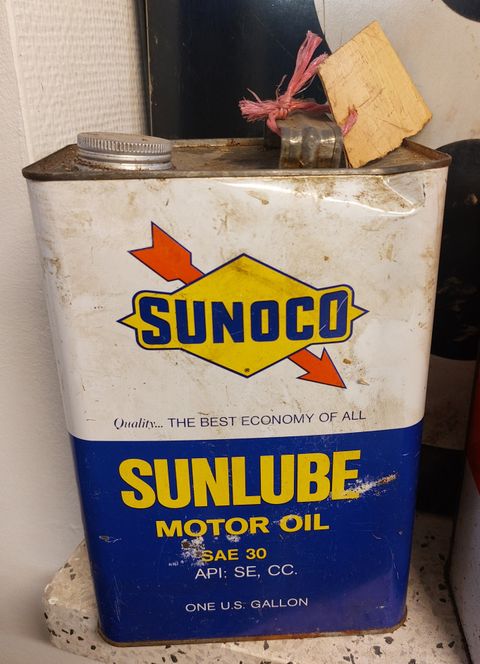 SUNOCO
®
Quality... THE BEST ECONOMY OF ALL
SUNLUBE
MOTOR OIL
SAE 30
API: SE, CC.
ONE U.S. GALLON